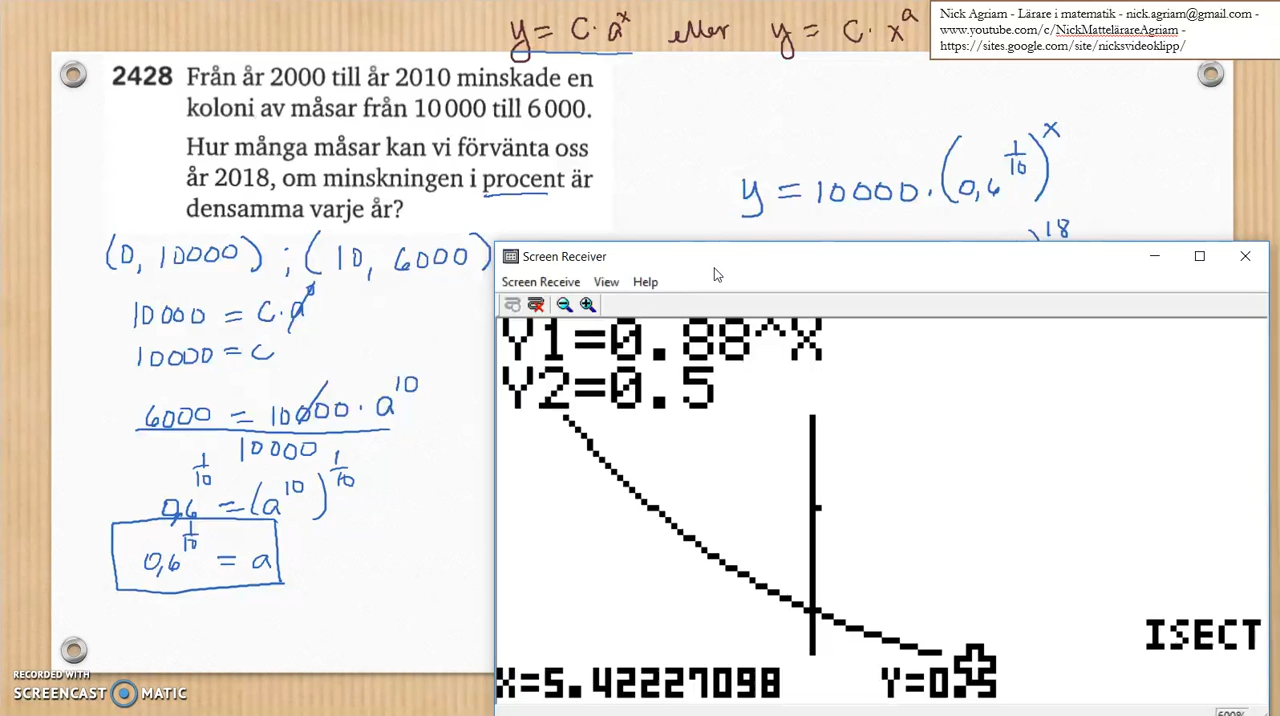 y = C · a^x eller y = C · x^a
Nick Agriam - Lärare i matematik - nick.agriam@gmail.com -
www.youtube.com/c/NickMattelärareAgriam -
https://sites.google.com/site/nicksvideoklipp/
2428 Från år 2000 till år 2010 minskade en
koloni av måsar från 10 000 till 6 000.
Hur många måsar kan vi förvänta oss
år 2018, om minskningen i procent är
densamma varje år?
(0, 10000) ; (10, 6000)
10000 = C · a^0
10000 = C
6000 = 10000 · a^10
10000
0,6^(1/10) = (a^10)^(1/10)
0,6^(1/10) = a
y = 10000 · (0,6^(1/10))^x
)^18
Screen Receiver
Screen Receive View Help
Y1=0.88^X
Y2=0.5
ISECT
X=5.42227098 Y=0.5
RECORDED WITH
SCREENCAST MATIC